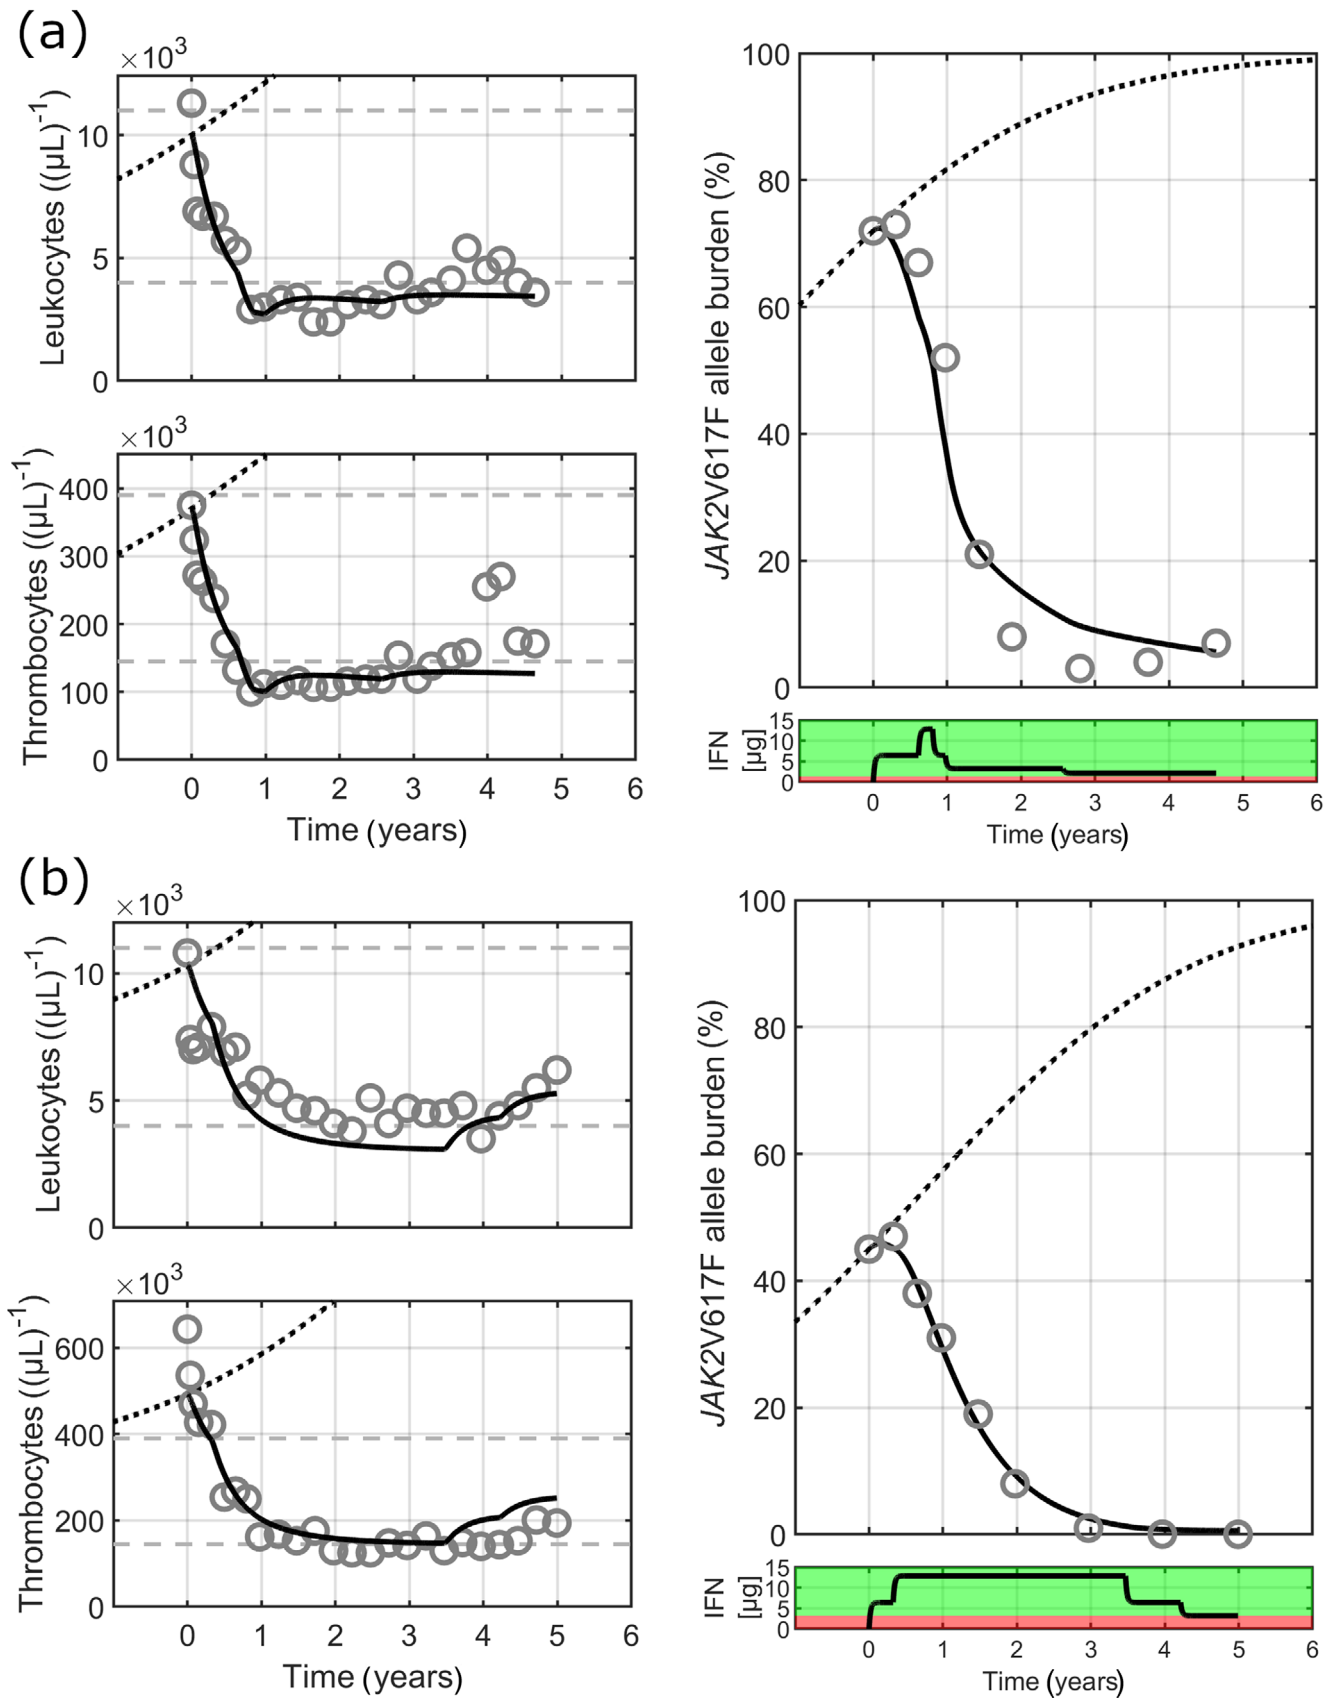 (a)
×10³
Leukocytes ((µL)⁻¹)
10
5
0
×10³
Thrombocytes ((µL)⁻¹)
400
300
200
100
0
0 1 2 3 4 5 6
Time (years)
JAK2V617F allele burden (%)
100
80
60
40
20
0
IFN
[µg]
15
10
5
0
0 1 2 3 4 5 6
Time (years)
(b)
×10³
Leukocytes ((µL)⁻¹)
10
5
0
×10³
Thrombocytes ((µL)⁻¹)
600
400
200
0
0 1 2 3 4 5 6
Time (years)
JAK2V617F allele burden (%)
100
80
60
40
20
0
IFN
[µg]
15
10
5
0
0 1 2 3 4 5 6
Time (years)